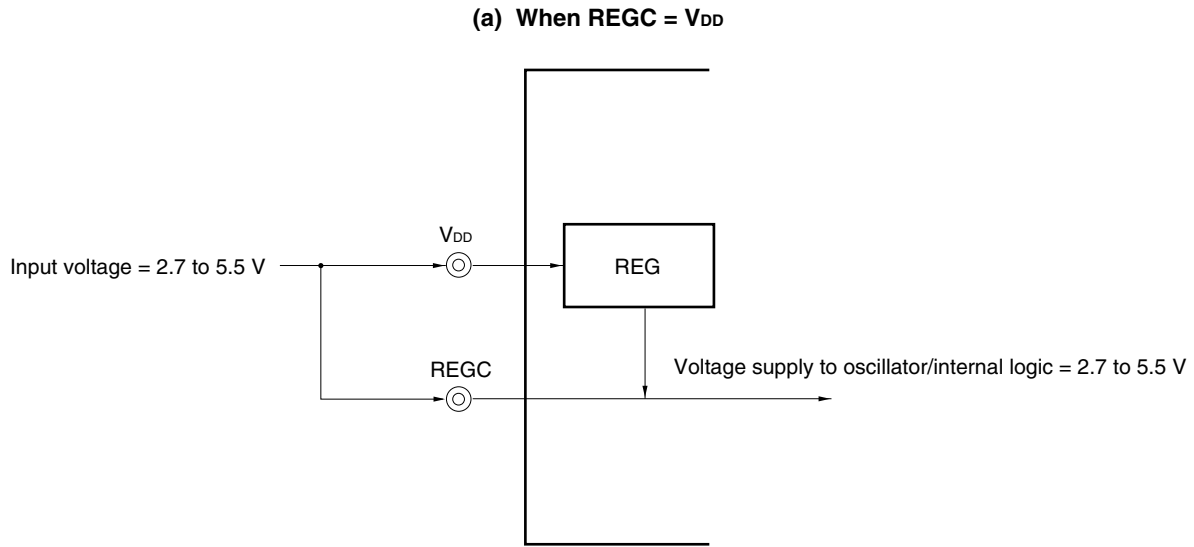 (a) When REGC = VDD
VDD
Input voltage = 2.7 to 5.5 V
REG
REGC
Voltage supply to oscillator/internal logic = 2.7 to 5.5 V